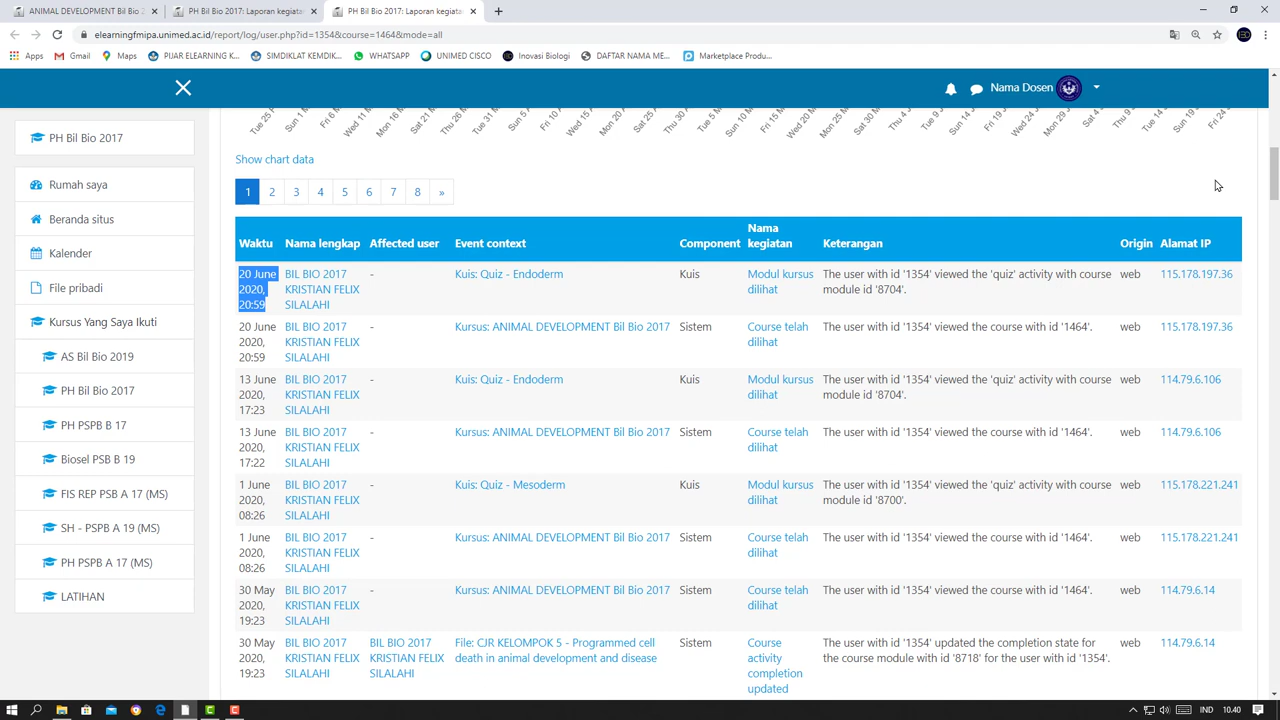 ANIMAL DEVELOPMENT Bil Bio 2
PH Bil Bio 2017: Laporan kegiatan
PH Bil Bio 2017: Laporan kegiatan
elearningfmipa.unimed.ac.id/report/log/user.php?id=1354&course=1464&mode=all
Apps
Gmail
Maps
PIJAR ELEARNING K...
SIMDIKLAT KEMDIK...
WHATSAPP
UNIMED CISCO
Inovasi Biologi
DAFTAR NAMA ME...
Marketplace Produ...
Nama Dosen
PH Bil Bio 2017
Rumah saya
Beranda situs
Kalender
File pribadi
Kursus Yang Saya Ikuti
AS Bil Bio 2019
PH Bil Bio 2017
PH PSPB B 17
Biosel PSB B 19
FIS REP PSB A 17 (MS)
SH - PSPB A 19 (MS)
PH PSPB A 17 (MS)
LATIHAN
Show chart data
1 2 3 4 5 6 7 8 »
Waktu Nama lengkap Affected user Event context Component Nama kegiatan Keterangan Origin Alamat IP
20 June BIL BIO 2017 - Kuis: Quiz - Endoderm Kuis Modul kursus The user with id '1354' viewed the 'quiz' activity with course web 115.178.197.36
2020, KRISTIAN FELIX dilihat module id '8704'.
20:59 SILALAHI
20 June BIL BIO 2017 - Kursus: ANIMAL DEVELOPMENT Bil Bio 2017 Sistem Course telah The user with id '1354' viewed the course with id '1464'. web 115.178.197.36
2020, KRISTIAN FELIX dilihat
20:59 SILALAHI
13 June BIL BIO 2017 - Kuis: Quiz - Endoderm Kuis Modul kursus The user with id '1354' viewed the 'quiz' activity with course web 114.79.6.106
2020, KRISTIAN FELIX dilihat module id '8704'.
17:23 SILALAHI
13 June BIL BIO 2017 - Kursus: ANIMAL DEVELOPMENT Bil Bio 2017 Sistem Course telah The user with id '1354' viewed the course with id '1464'. web 114.79.6.106
2020, KRISTIAN FELIX dilihat
17:22 SILALAHI
1 June BIL BIO 2017 - Kuis: Quiz - Mesoderm Kuis Modul kursus The user with id '1354' viewed the 'quiz' activity with course web 115.178.221.241
2020, KRISTIAN FELIX dilihat module id '8700'.
08:26 SILALAHI
1 June BIL BIO 2017 - Kursus: ANIMAL DEVELOPMENT Bil Bio 2017 Sistem Course telah The user with id '1354' viewed the course with id '1464'. web 115.178.221.241
2020, KRISTIAN FELIX dilihat
08:26 SILALAHI
30 May BIL BIO 2017 - Kursus: ANIMAL DEVELOPMENT Bil Bio 2017 Sistem Course telah The user with id '1354' viewed the course with id '1464'. web 114.79.6.14
2020, KRISTIAN FELIX dilihat
19:23 SILALAHI
30 May BIL BIO 2017 BIL BIO 2017 File: CJR KELOMPOK 5 - Programmed cell Sistem Course The user with id '1354' updated the completion state for web 114.79.6.14
2020, KRISTIAN FELIX KRISTIAN FELIX death in animal development and disease activity the course module with id '8718' for the user with id '1354'.
19:23 SILALAHI SILALAHI completion
updated
IND
10.40